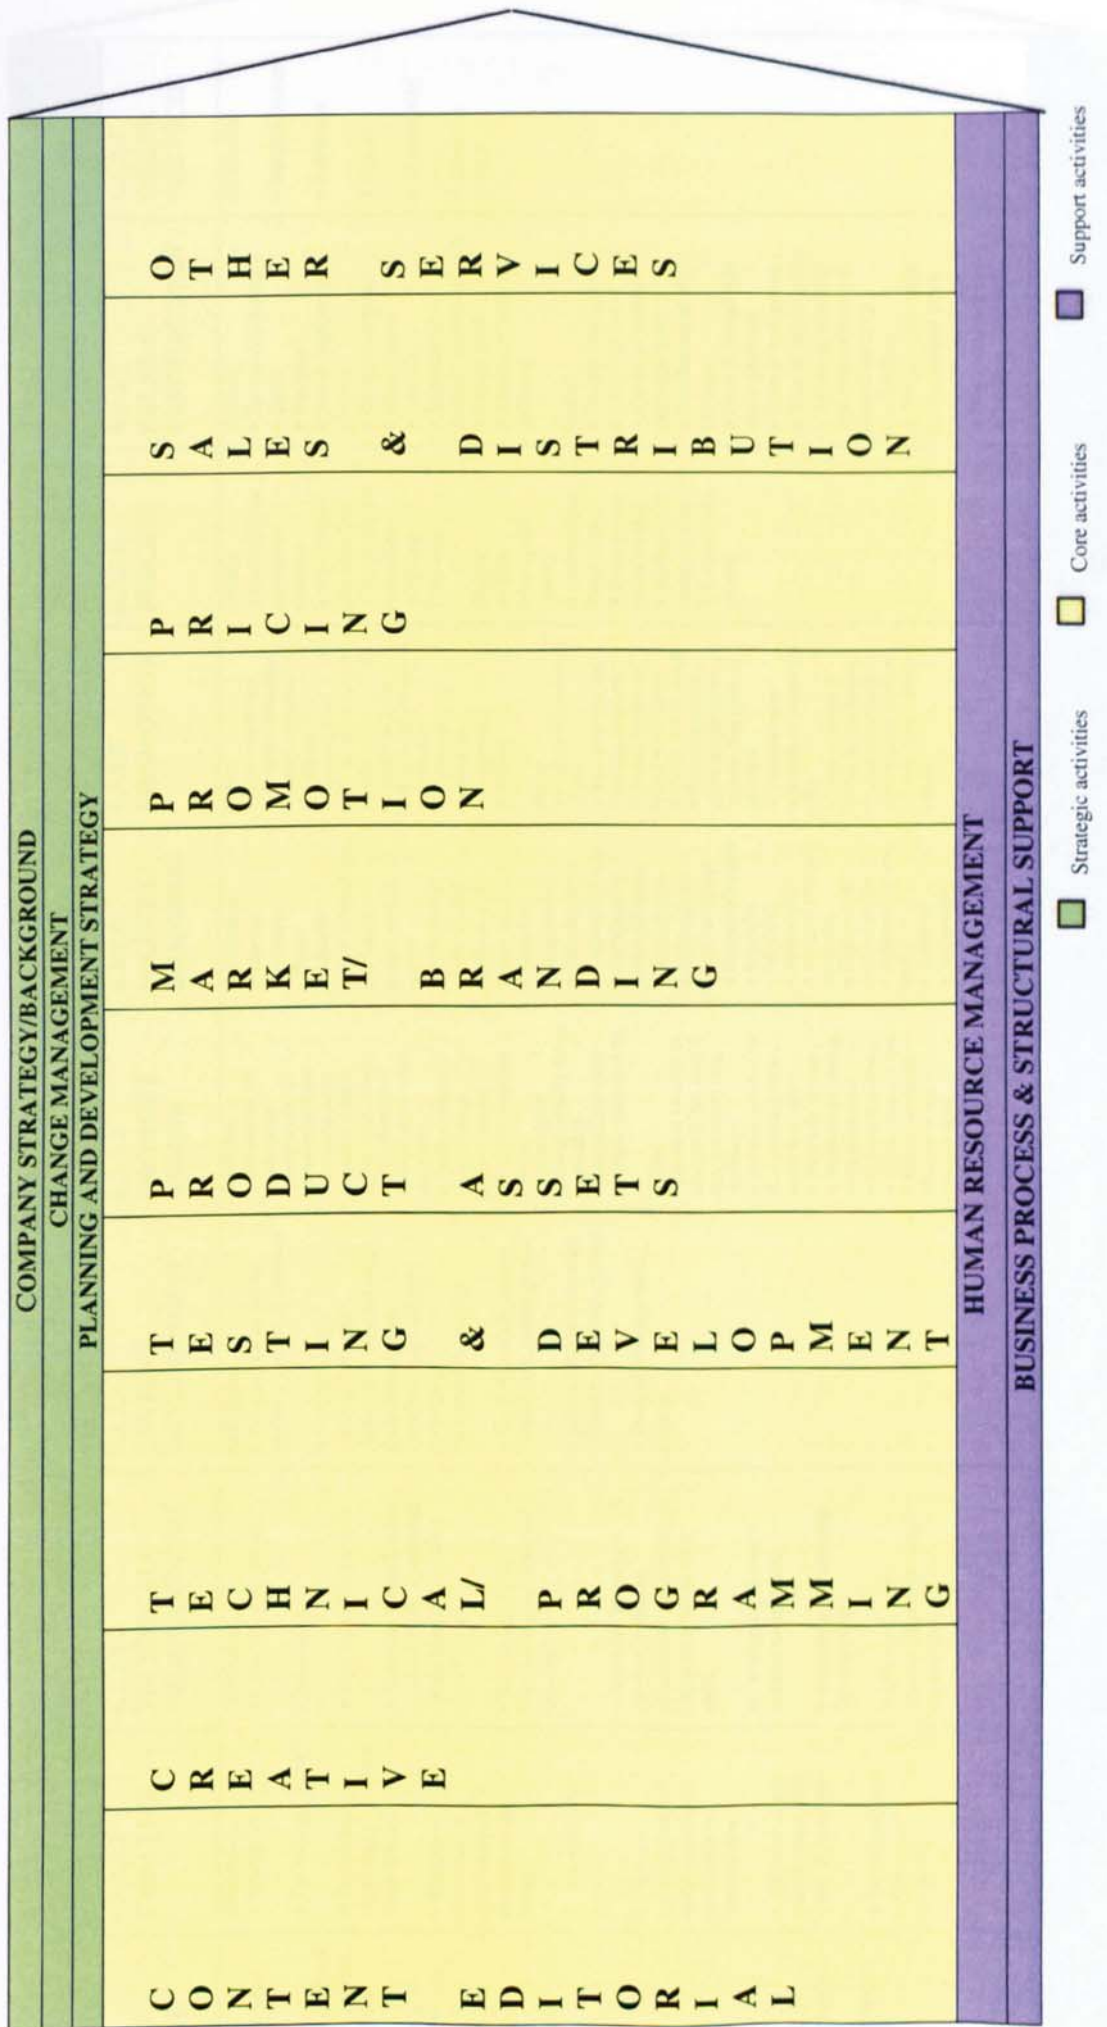 COMPANY STRATEGY/BACKGROUND
CHANGE MANAGEMENT
PLANNING AND DEVELOPMENT STRATEGY
CONTENT EDITORIAL
CREATIVE
TECHNICAL/ PROGRAMMING
TESTING & DEVELOPMENT
PRODUCT ASSETS
MARKET/ BRANDING
PROMOTION
PRICING
SALES & DISTRIBUTION
OTHER SERVICES
HUMAN RESOURCE MANAGEMENT
BUSINESS PROCESS & STRUCTURAL SUPPORT
Strategic activities
Core activities
Support activities